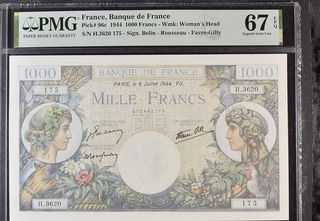 PMG
PAPER MONEY GUARANTY
France, Banque de France
Pick# 96c 1944 1000 Francs - Wmk: Woman's Head
S/N H.3620 175 - Sign. Belin - Rousseau - Favre-Gilly
67 EPQ
Superb Gem Unc
1000 BANQUE DE FRANCE 1000
175 PARIS, le 6 Juillet 1944. YU. H.3620
MILLE FRANCS
H.3620 175